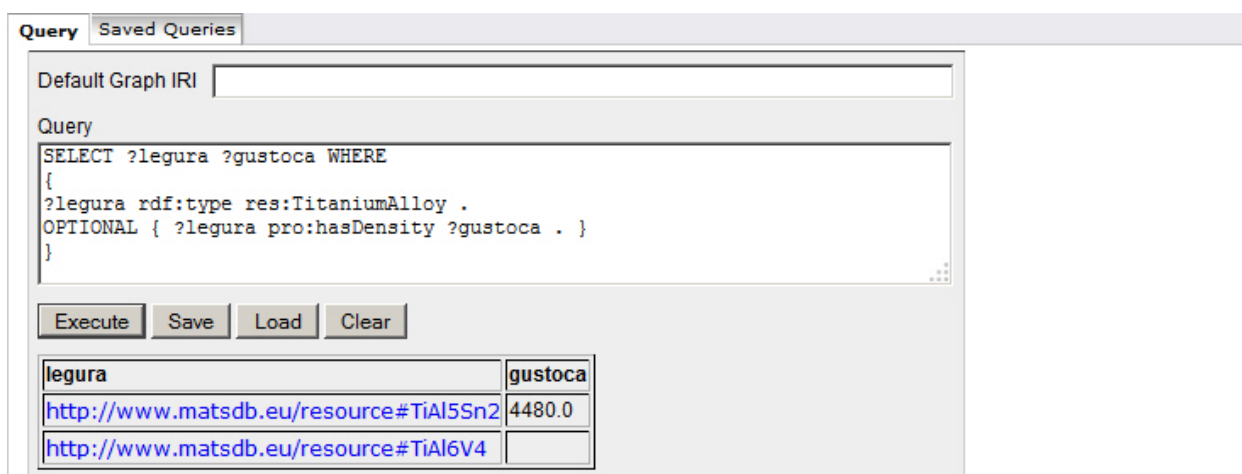 Query Saved Queries
Default Graph IRI
Query
SELECT ?legura ?gustoca WHERE
{
?legura rdf:type res:TitaniumAlloy .
OPTIONAL { ?legura pro:hasDensity ?gustoca . }
}
Execute Save Load Clear
legura gustoca
http://www.matsdb.eu/resource#TiAl5Sn2 4480.0
http://www.matsdb.eu/resource#TiAl6V4